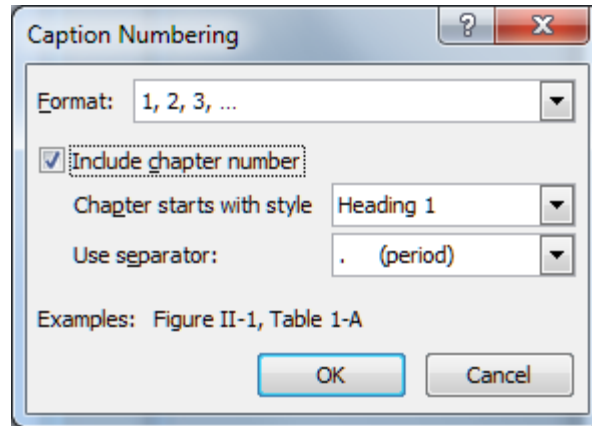 Caption Numbering
Format: 1, 2, 3, ...
Include chapter number
Chapter starts with style Heading 1
Use separator: . (period)
Examples: Figure II-1, Table 1-A
OK Cancel